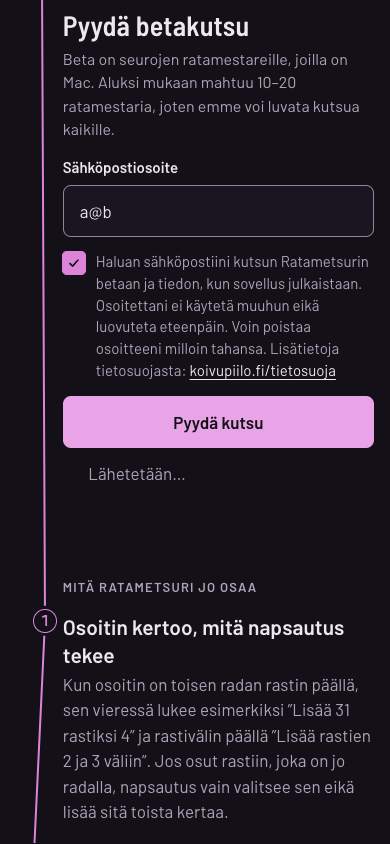 Pyydä betakutsu
Beta on seurojen ratamestareille, joilla on
Mac. Aluksi mukaan mahtuu 10–20
ratamestaria, joten emme voi luvata kutsua
kaikille.
Sähköpostiosoite
a@b
Haluan sähköpostiini kutsun Ratametsurin
betaan ja tiedon, kun sovellus julkaistaan.
Osoitettani ei käytetä muuhun eikä
luovuteta eteenpäin. Voin poistaa
osoitteeni milloin tahansa. Lisätietoja
tietosuojasta: koivupiilo.fi/tietosuoja
Pyydä kutsu
Lähetetään...
MITÄ RATAMETSURI JO OSAA
1
Osoitin kertoo, mitä napsautus
tekee
Kun osoitin on toisen radan rastin päällä,
sen vieressä lukee esimerkiksi ”Lisää 31
rastiksi 4” ja rastivälin päällä ”Lisää rastien
2 ja 3 väliin”. Jos osut rastiin, joka on jo
radalla, napsautus vain valitsee sen eikä
lisää sitä toista kertaa.